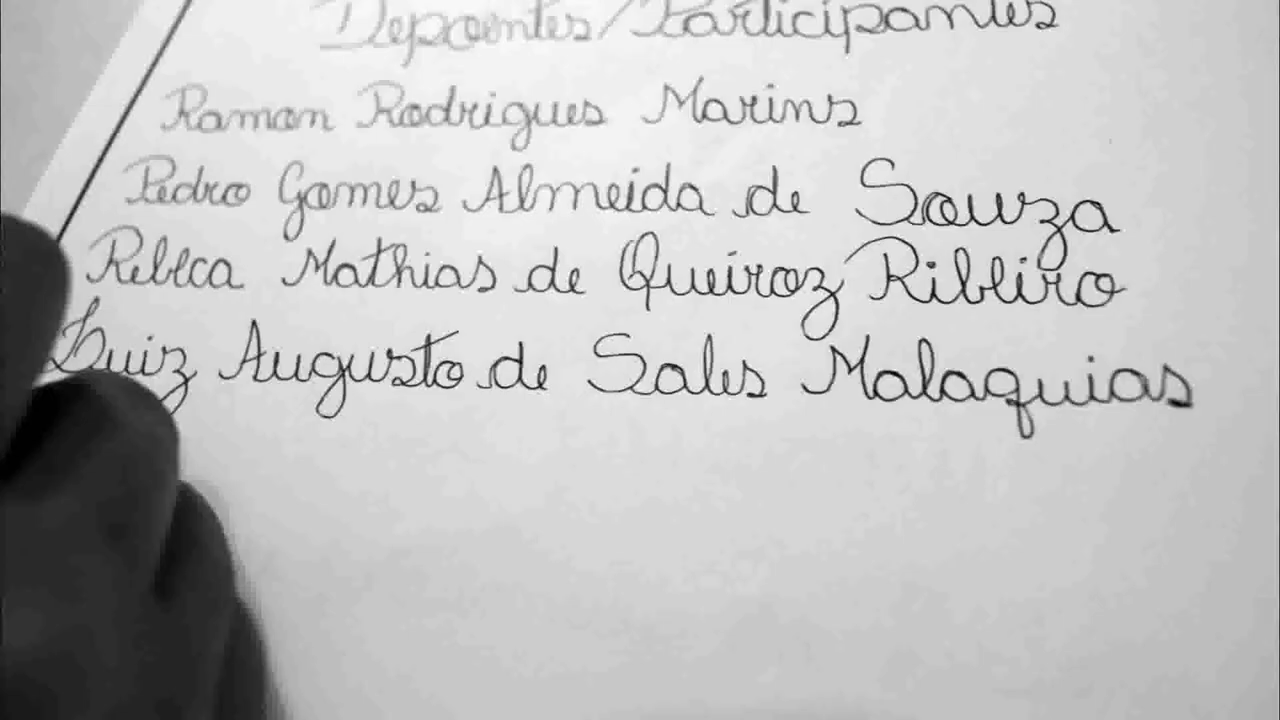 Depoentes/Participantes
Ramon Rodrigues Marins
Pedro Gomes Almeida de Souza
Rebeca Mathias de Queiroz Ribeiro
Luiz Augusto de Sales Malaquias